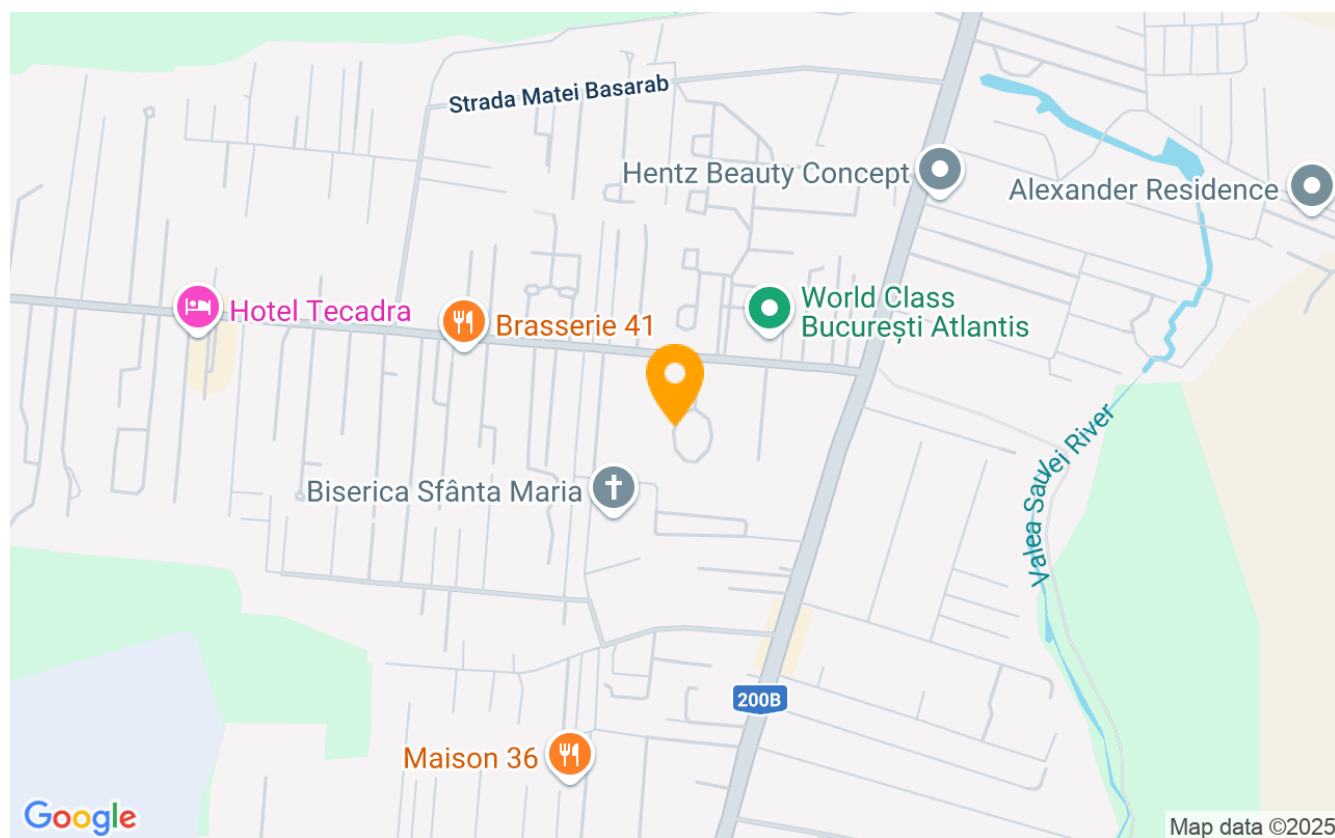 Strada Matei Basarab
Hentz Beauty Concept
Alexander Residence
Hotel Tecadra
Brasserie 41
World Class
București Atlantis
Biserica Sfânta Maria
Valea Saulei River
200B
Maison 36
Google
Map data ©2025